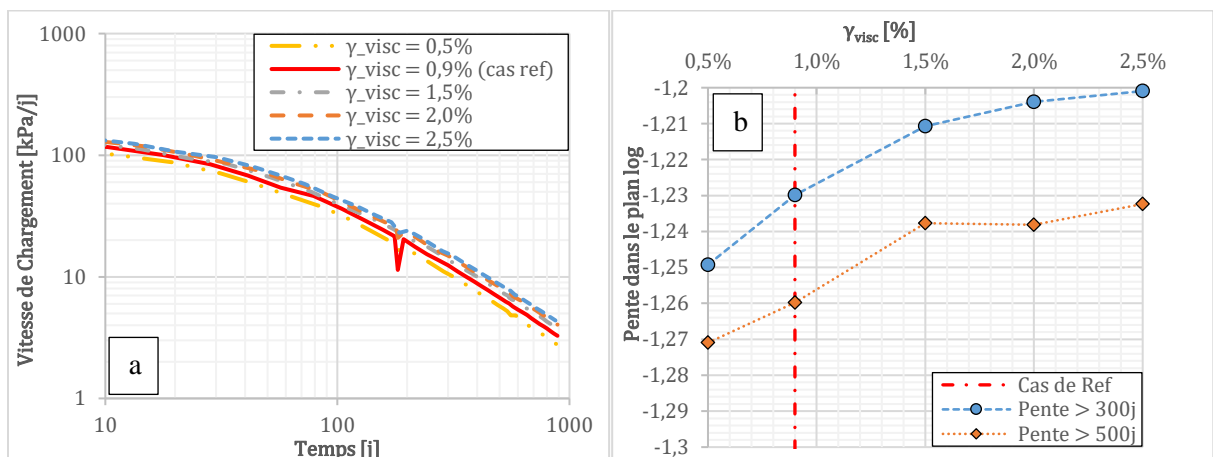 1000
100
10
1
Vitesse de Chargement [kPa/j]
γ_visc = 0,5%
γ_visc = 0,9% (cas ref)
γ_visc = 1,5%
γ_visc = 2,0%
γ_visc = 2,5%
a
10 100 1000
Temps [j]
γvisc [%]
0,5% 1,0% 1,5% 2,0% 2,5%
b
-1,2
-1,21
-1,22
-1,23
-1,24
-1,25
-1,26
-1,27
-1,28
-1,29
-1,3
Pente dans le plan log
Cas de Ref
Pente > 300j
Pente > 500j